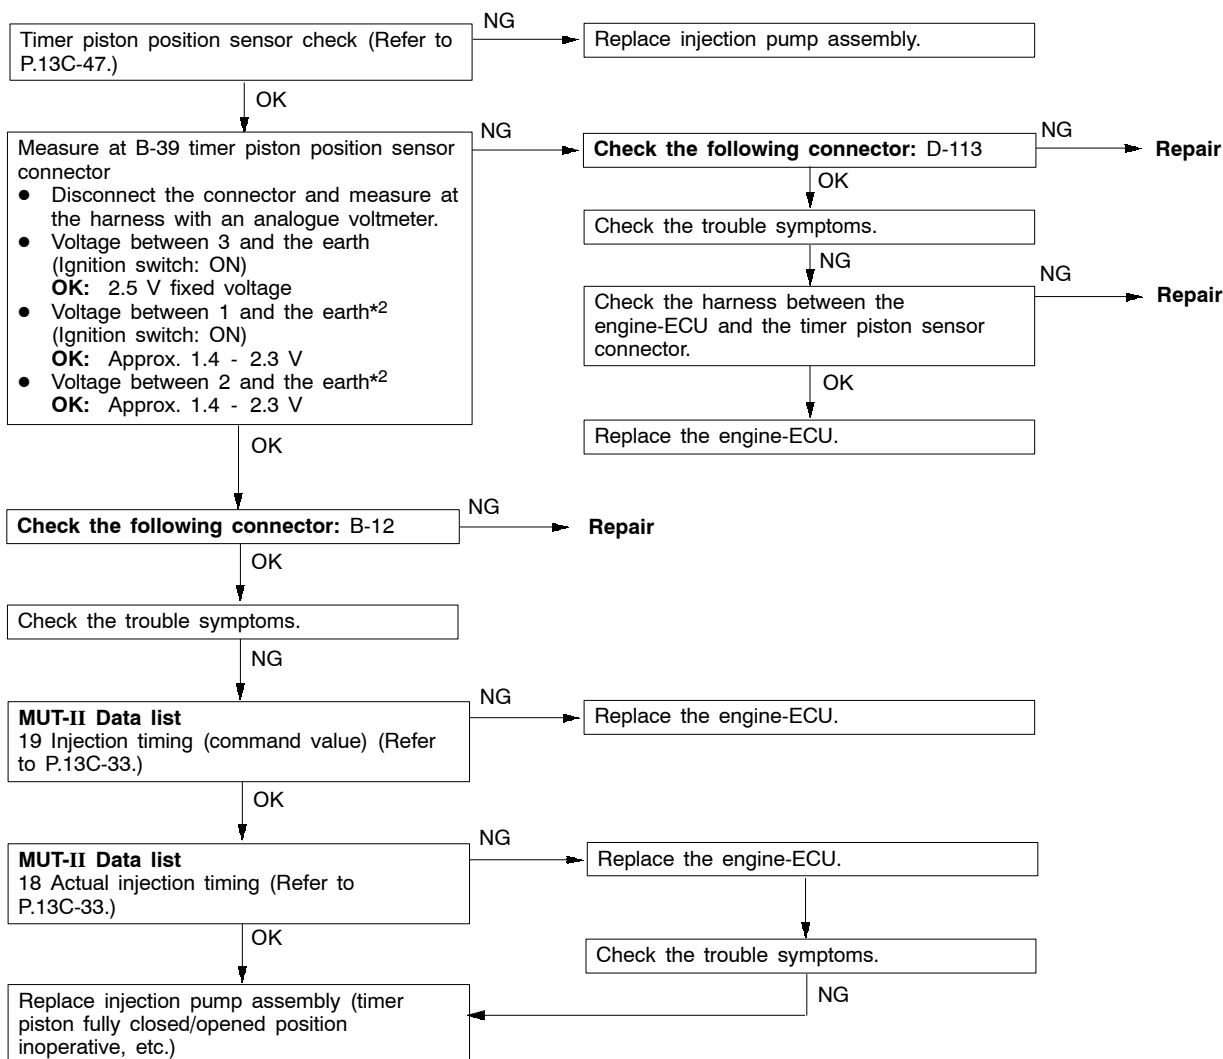 Timer piston position sensor check (Refer to
P.13C-47.)
NG
Replace injection pump assembly.
OK
Measure at B-39 timer piston position sensor
connector
● Disconnect the connector and measure at
the harness with an analogue voltmeter.
● Voltage between 3 and the earth
(Ignition switch: ON)
OK: 2.5 V fixed voltage
● Voltage between 1 and the earth*2
(Ignition switch: ON)
OK: Approx. 1.4 - 2.3 V
● Voltage between 2 and the earth*2
OK: Approx. 1.4 - 2.3 V
NG
Check the following connector: D-113
NG
Repair
OK
Check the trouble symptoms.
NG
Check the harness between the
engine-ECU and the timer piston sensor
connector.
NG
Repair
OK
Replace the engine-ECU.
OK
Check the following connector: B-12
NG
Repair
OK
Check the trouble symptoms.
NG
MUT-II Data list
19 Injection timing (command value) (Refer
to P.13C-33.)
NG
Replace the engine-ECU.
OK
MUT-II Data list
18 Actual injection timing (Refer to
P.13C-33.)
NG
Replace the engine-ECU.
Check the trouble symptoms.
NG
OK
Replace injection pump assembly (timer
piston fully closed/opened position
inoperative, etc.)